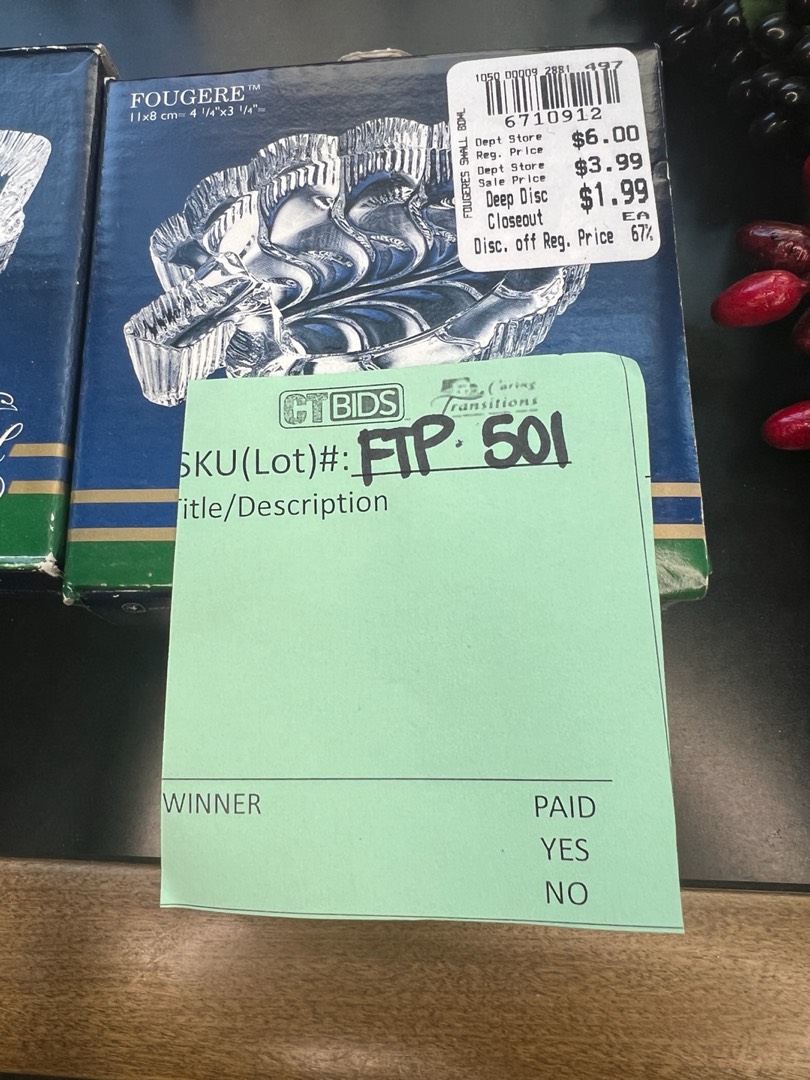 FOUGERE™
11x8 cm= 4 1/4"x3 1/4"=
1050 00009 2881 497
6710912
FOUGERES SMALL BOWL
Dept Store
Reg. Price $6.00
Dept Store
Sale Price $3.99
Deep Disc
Closeout $1.99
EA
Disc. off Reg. Price 67%
CTBIDS
Caring
Transitions
SKU(Lot)#: FTP. 501
itle/Description
WINNER
PAID
YES
NO